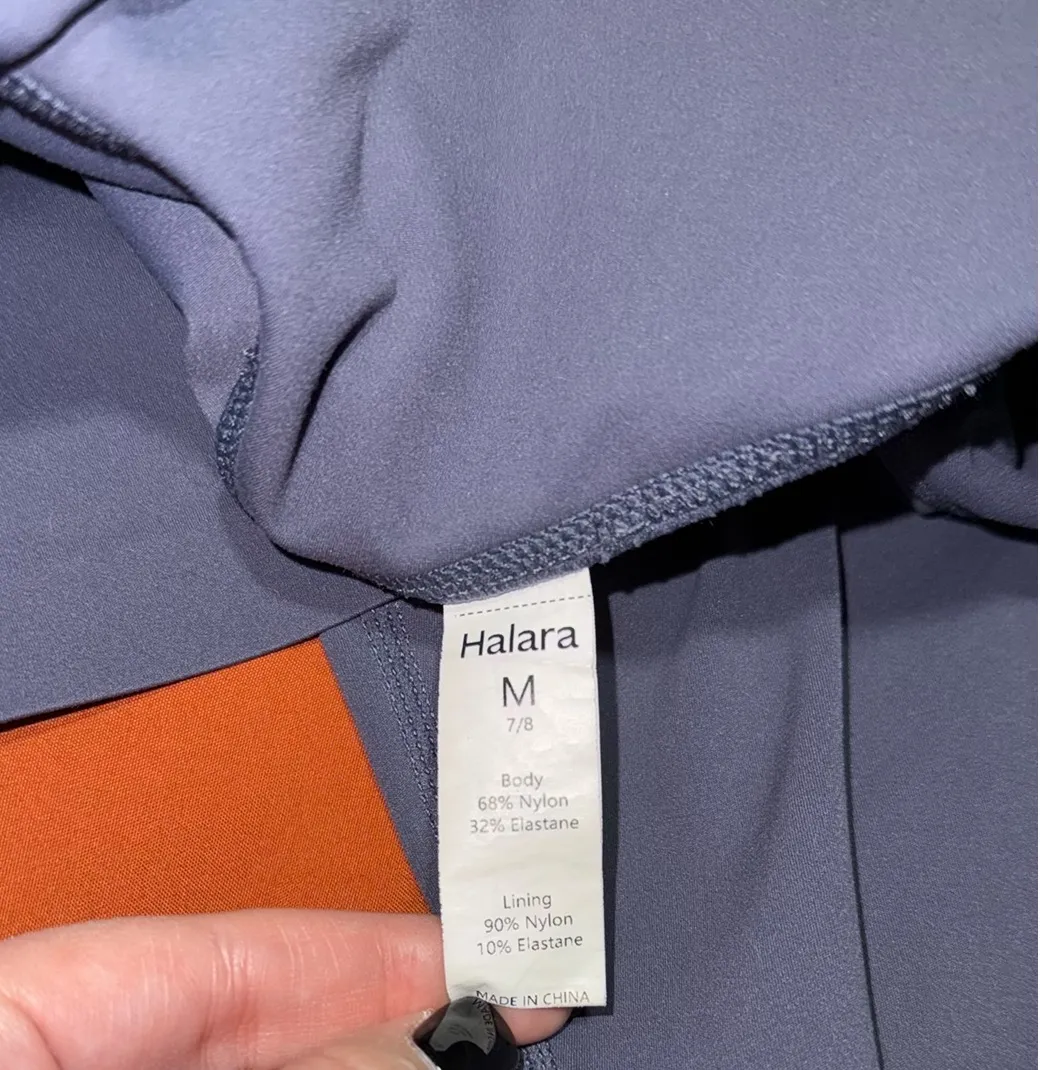 Halara
M
7/8
Body
68% Nylon
32% Elastane
Lining
90% Nylon
10% Elastane
MADE IN CHINA